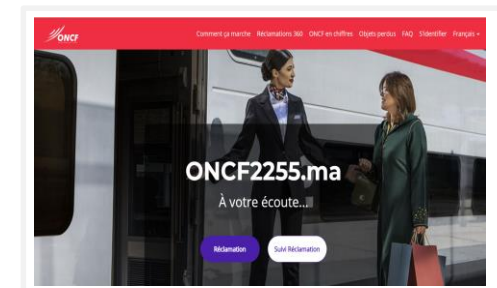 ONCF
Comment ça marche Réclamations 360 ONCF en chiffres Objets perdus FAQ S'identifier Français
ONCF2255.ma
À votre écoute...
Réclamation Suivi Réclamation